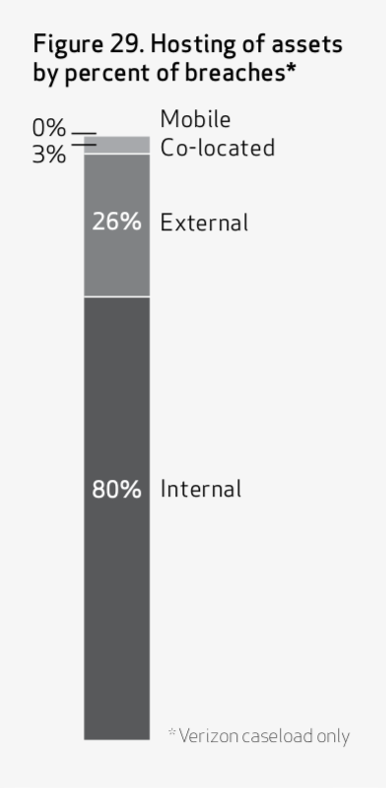 Figure 29. Hosting of assets
by percent of breaches*
0% Mobile
3% Co-located
26% External
80% Internal
*Verizon caseload only